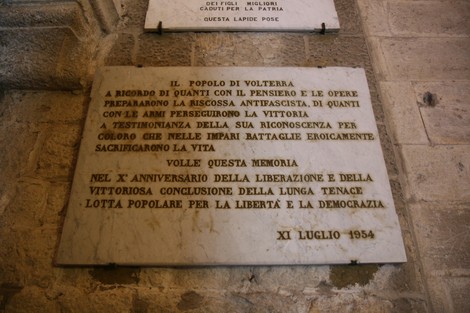 DEI FIGLI MIGLIORI
CADUTI PER LA PATRIA
QUESTA LAPIDE POSE
IL POPOLO DI VOLTERRA
A RICORDO DI QUANTI CON IL PENSIERO E LE OPERE
PREPARARONO LA RISCOSSA ANTIFASCISTA, DI QUANTI
CON LE ARMI PERSEGUIRONO LA VITTORIA
A TESTIMONIANZA DELLA SUA RICONOSCENZA PER
COLORO CHE NELLE IMPARI BATTAGLIE EROICAMENTE
SACRIFICARONO LA VITA
VOLLE QUESTA MEMORIA
NEL X° ANNIVERSARIO DELLA LIBERAZIONE E DELLA
VITTORIOSA CONCLUSIONE DELLA LUNGA TENACE
LOTTA POPOLARE PER LA LIBERTÀ E LA DEMOCRAZIA
XI LUGLIO 1954